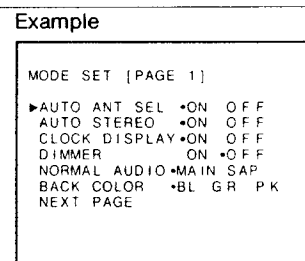 Example
MODE SET [PAGE 1]
▶AUTO ANT SEL •ON OFF
AUTO STEREO •ON OFF
CLOCK DISPLAY •ON OFF
DIMMER ON •OFF
NORMAL AUDIO •MAIN SAP
BACK COLOR •BL GR PK
NEXT PAGE